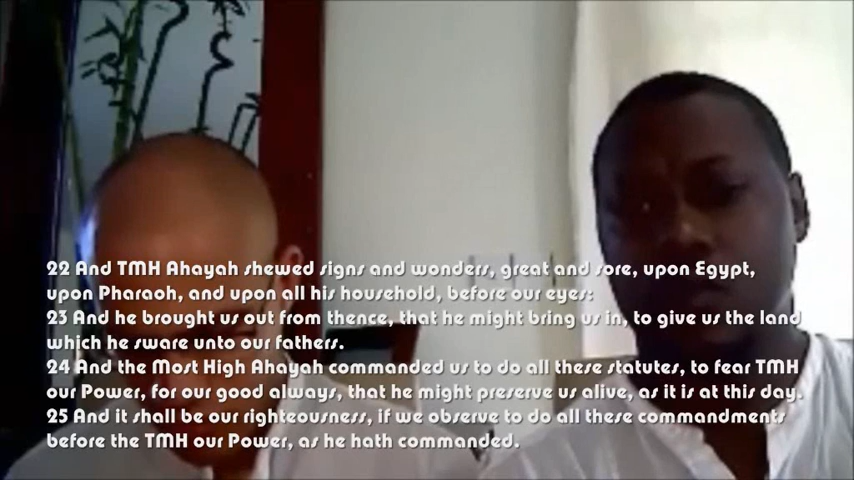 22 And TMH Ahayah shewed signs and wonders, great and sore, upon Egypt,
upon Pharaoh, and upon all his household, before our eyes:
23 And he brought us out from thence, that he might bring us in, to give us the land
which he sware unto our fathers.
24 And the Most High Ahayah commanded us to do all these statutes, to fear TMH
our Power, for our good always, that he might preserve us alive, as it is at this day.
25 And it shall be our righteousness, if we observe to do all these commandments
before the TMH our Power, as he hath commanded.